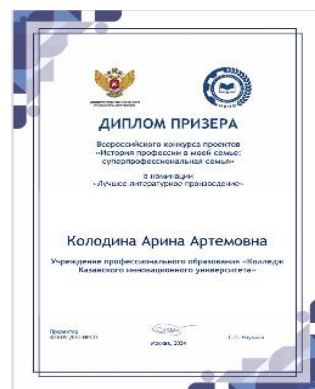 ДИПЛОМ ПРИЗЕРА
Всероссийского конкурса проектов
«История профессии в моей семье:
суперпрофессиональная семья»
в номинации
«Лучшее литературное произведение»
Колодина Арина Артемовна
Учреждение профессионального образования «Колледж
Казанского инновационного университета»
Проректор
Москва, 2024